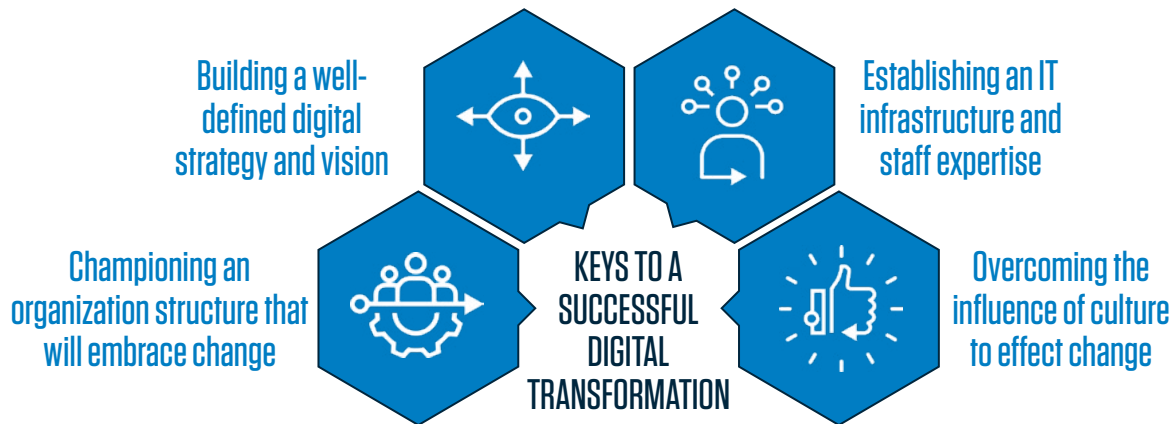 Building a well-
defined digital
strategy and vision
Establishing an IT
infrastructure and
staff expertise
Championing an
organization structure that
will embrace change
KEYS TO A
SUCCESSFUL
DIGITAL
TRANSFORMATION
Overcoming the
influence of culture
to effect change